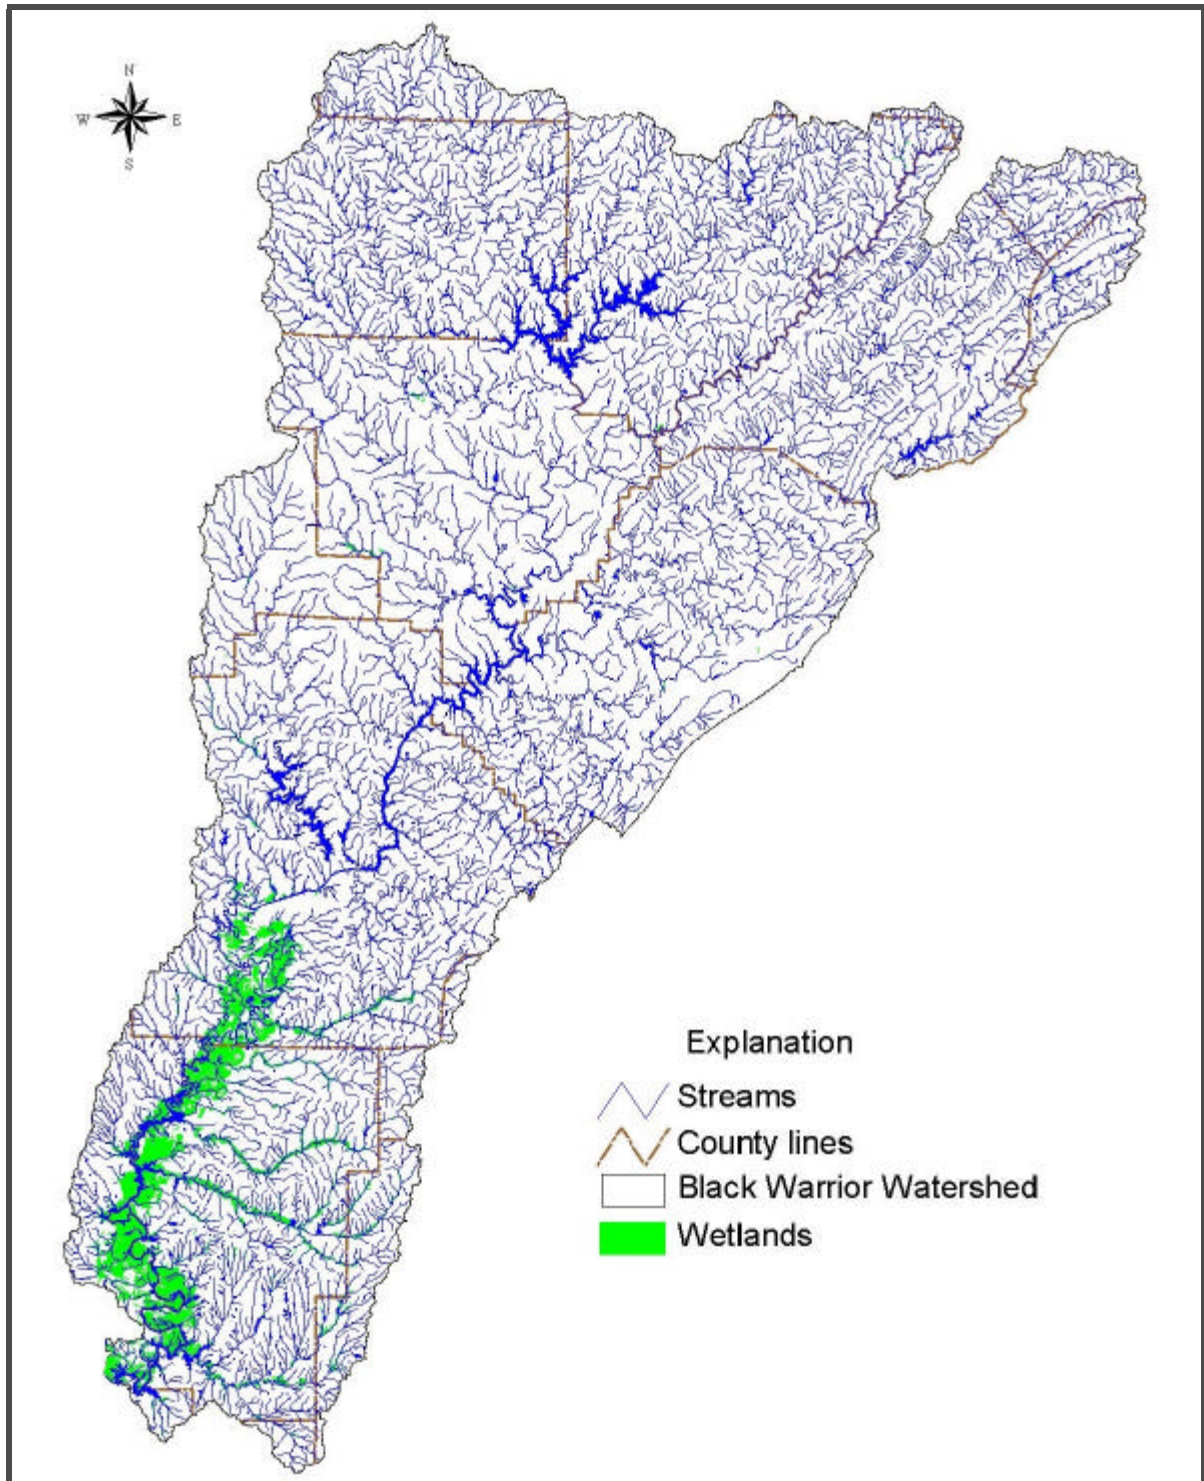 N
W E
S
Explanation
Streams
County lines
Black Warrior Watershed
Wetlands